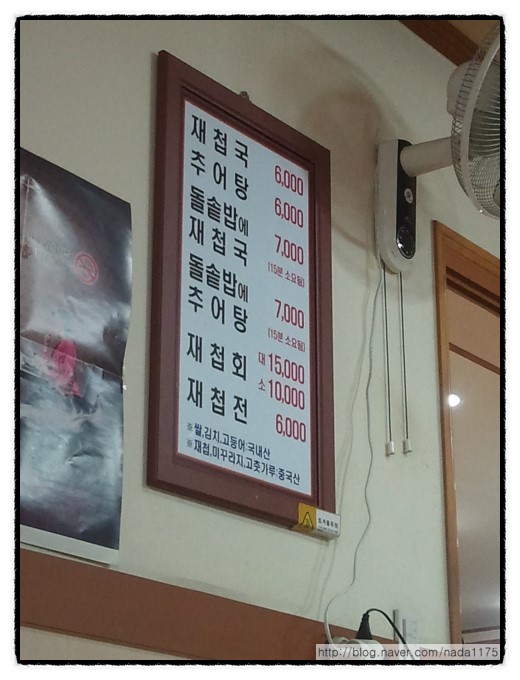 재첩국 6,000
추어탕 6,000
돌솥밥에
재첩국 7,000
(15분 소요됨)
돌솥밥에
추어탕 7,000
(15분 소요됨)
재첩회 대 15,000
소 10,000
재첩전 6,000
※쌀,김치,고등어:국내산
※재첩,미꾸라지,고춧가루:중국산
http://blog.naver.com/nada1175